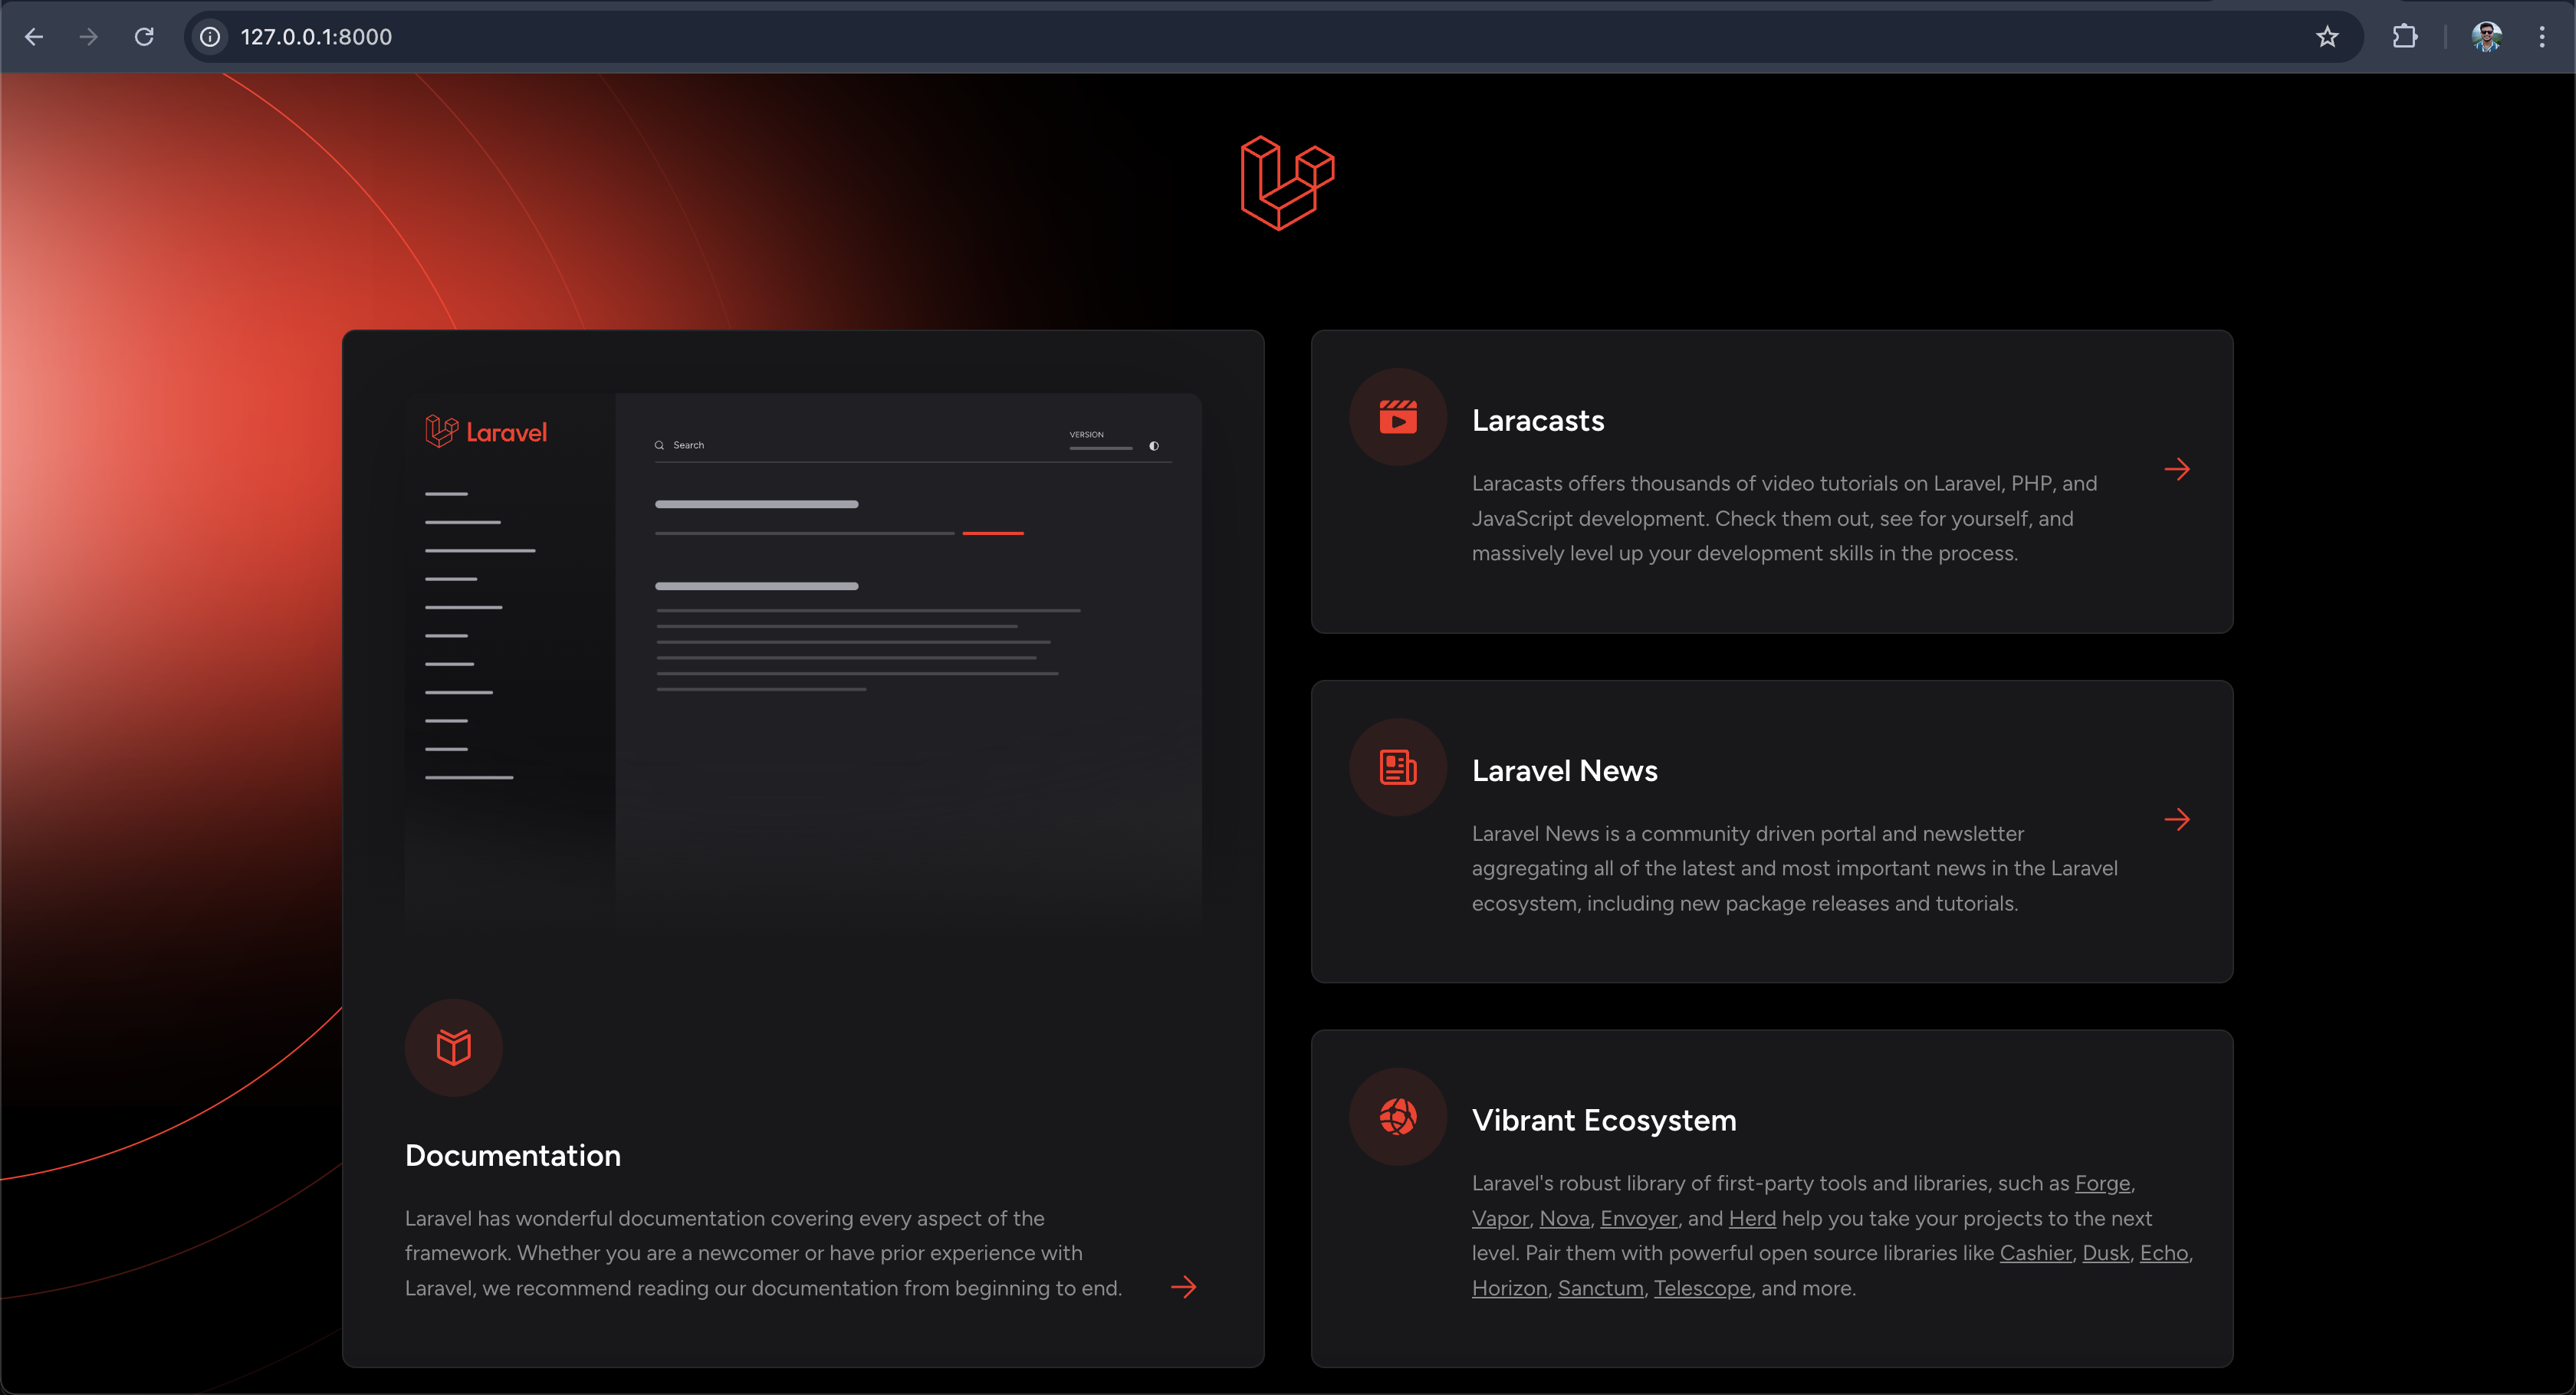 127.0.0.1:8000
Laravel
Search
VERSION
Documentation
Laravel has wonderful documentation covering every aspect of the
framework. Whether you are a newcomer or have prior experience with
Laravel, we recommend reading our documentation from beginning to end.
Laracasts
Laracasts offers thousands of video tutorials on Laravel, PHP, and
JavaScript development. Check them out, see for yourself, and
massively level up your development skills in the process.
Laravel News
Laravel News is a community driven portal and newsletter
aggregating all of the latest and most important news in the Laravel
ecosystem, including new package releases and tutorials.
Vibrant Ecosystem
Laravel's robust library of first-party tools and libraries, such as Forge,
Vapor, Nova, Envoyer, and Herd help you take your projects to the next
level. Pair them with powerful open source libraries like Cashier, Dusk, Echo,
Horizon, Sanctum, Telescope, and more.